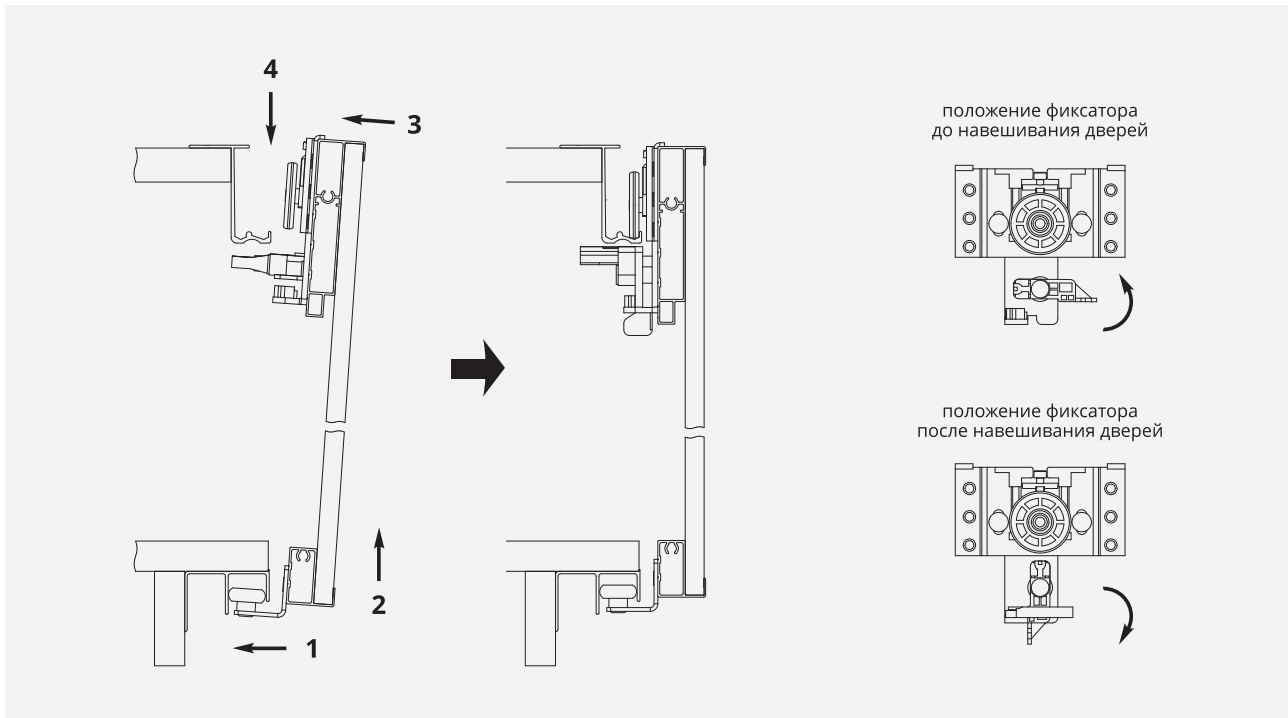 4
3
2
1
положение фиксатора
до навешивания дверей
положение фиксатора
после навешивания дверей